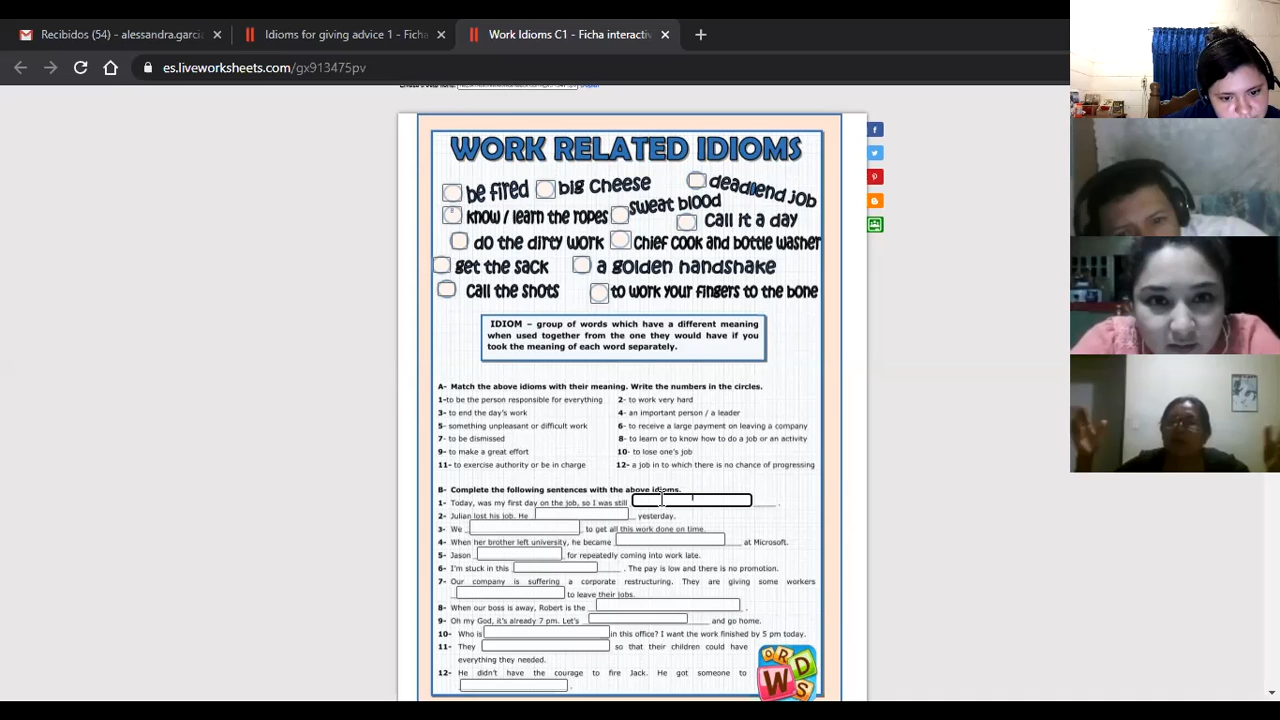 Recibidos (54) - alessandra.garci
Idioms for giving advice 1 - Ficha
Work Idioms C1 - Ficha interactiv
es.liveworksheets.com/gx913475pv
WORK RELATED IDIOMS
be fired
big Cheese
dead end job
know / learn the ropes
sweat blood
Call it a day
do the dirty work
Chief cook and bottle washer
get the sack
a golden handshake
Call the shots
to work your fingers to the bone
IDIOM – group of words which have a different meaning
when used together from the one they would have if you
took the meaning of each word separately.
A- Match the above idioms with their meaning. Write the numbers in the circles.
1-to be the person responsible for everything
2- to work very hard
3- to end the day's work
4- an important person / a leader
5- something unpleasant or difficult work
6- to receive a large payment on leaving a company
7- to be dismissed
8- to learn or to know how to do a job or an activity
9- to make a great effort
10- to lose one's job
11- to exercise authority or be in charge
12- a job in to which there is no chance of progressing
B- Complete the following sentences with the above idioms.
1- Today, was my first day on the job, so I was still ____ .
2- Julian lost his job. He _ yesterday.
3- We to get all this work done on time.
4- When her brother left university, he became ___ at Microsoft.
5- Jason for repeatedly coming into work late.
6- I'm stuck in this ____ . The pay is low and there is no promotion.
7- Our company is suffering a corporate restructuring. They are giving some workers
to leave their jobs.
8- When our boss is away, Robert is the .
9- Oh my God, it's already 7 pm. Let's ____ and go home.
10- Who is in this office? I want the work finished by 5 pm today.
11- They so that their children could have
everything they needed.
12- He didn't have the courage to fire Jack. He got someone to
.
WORDS